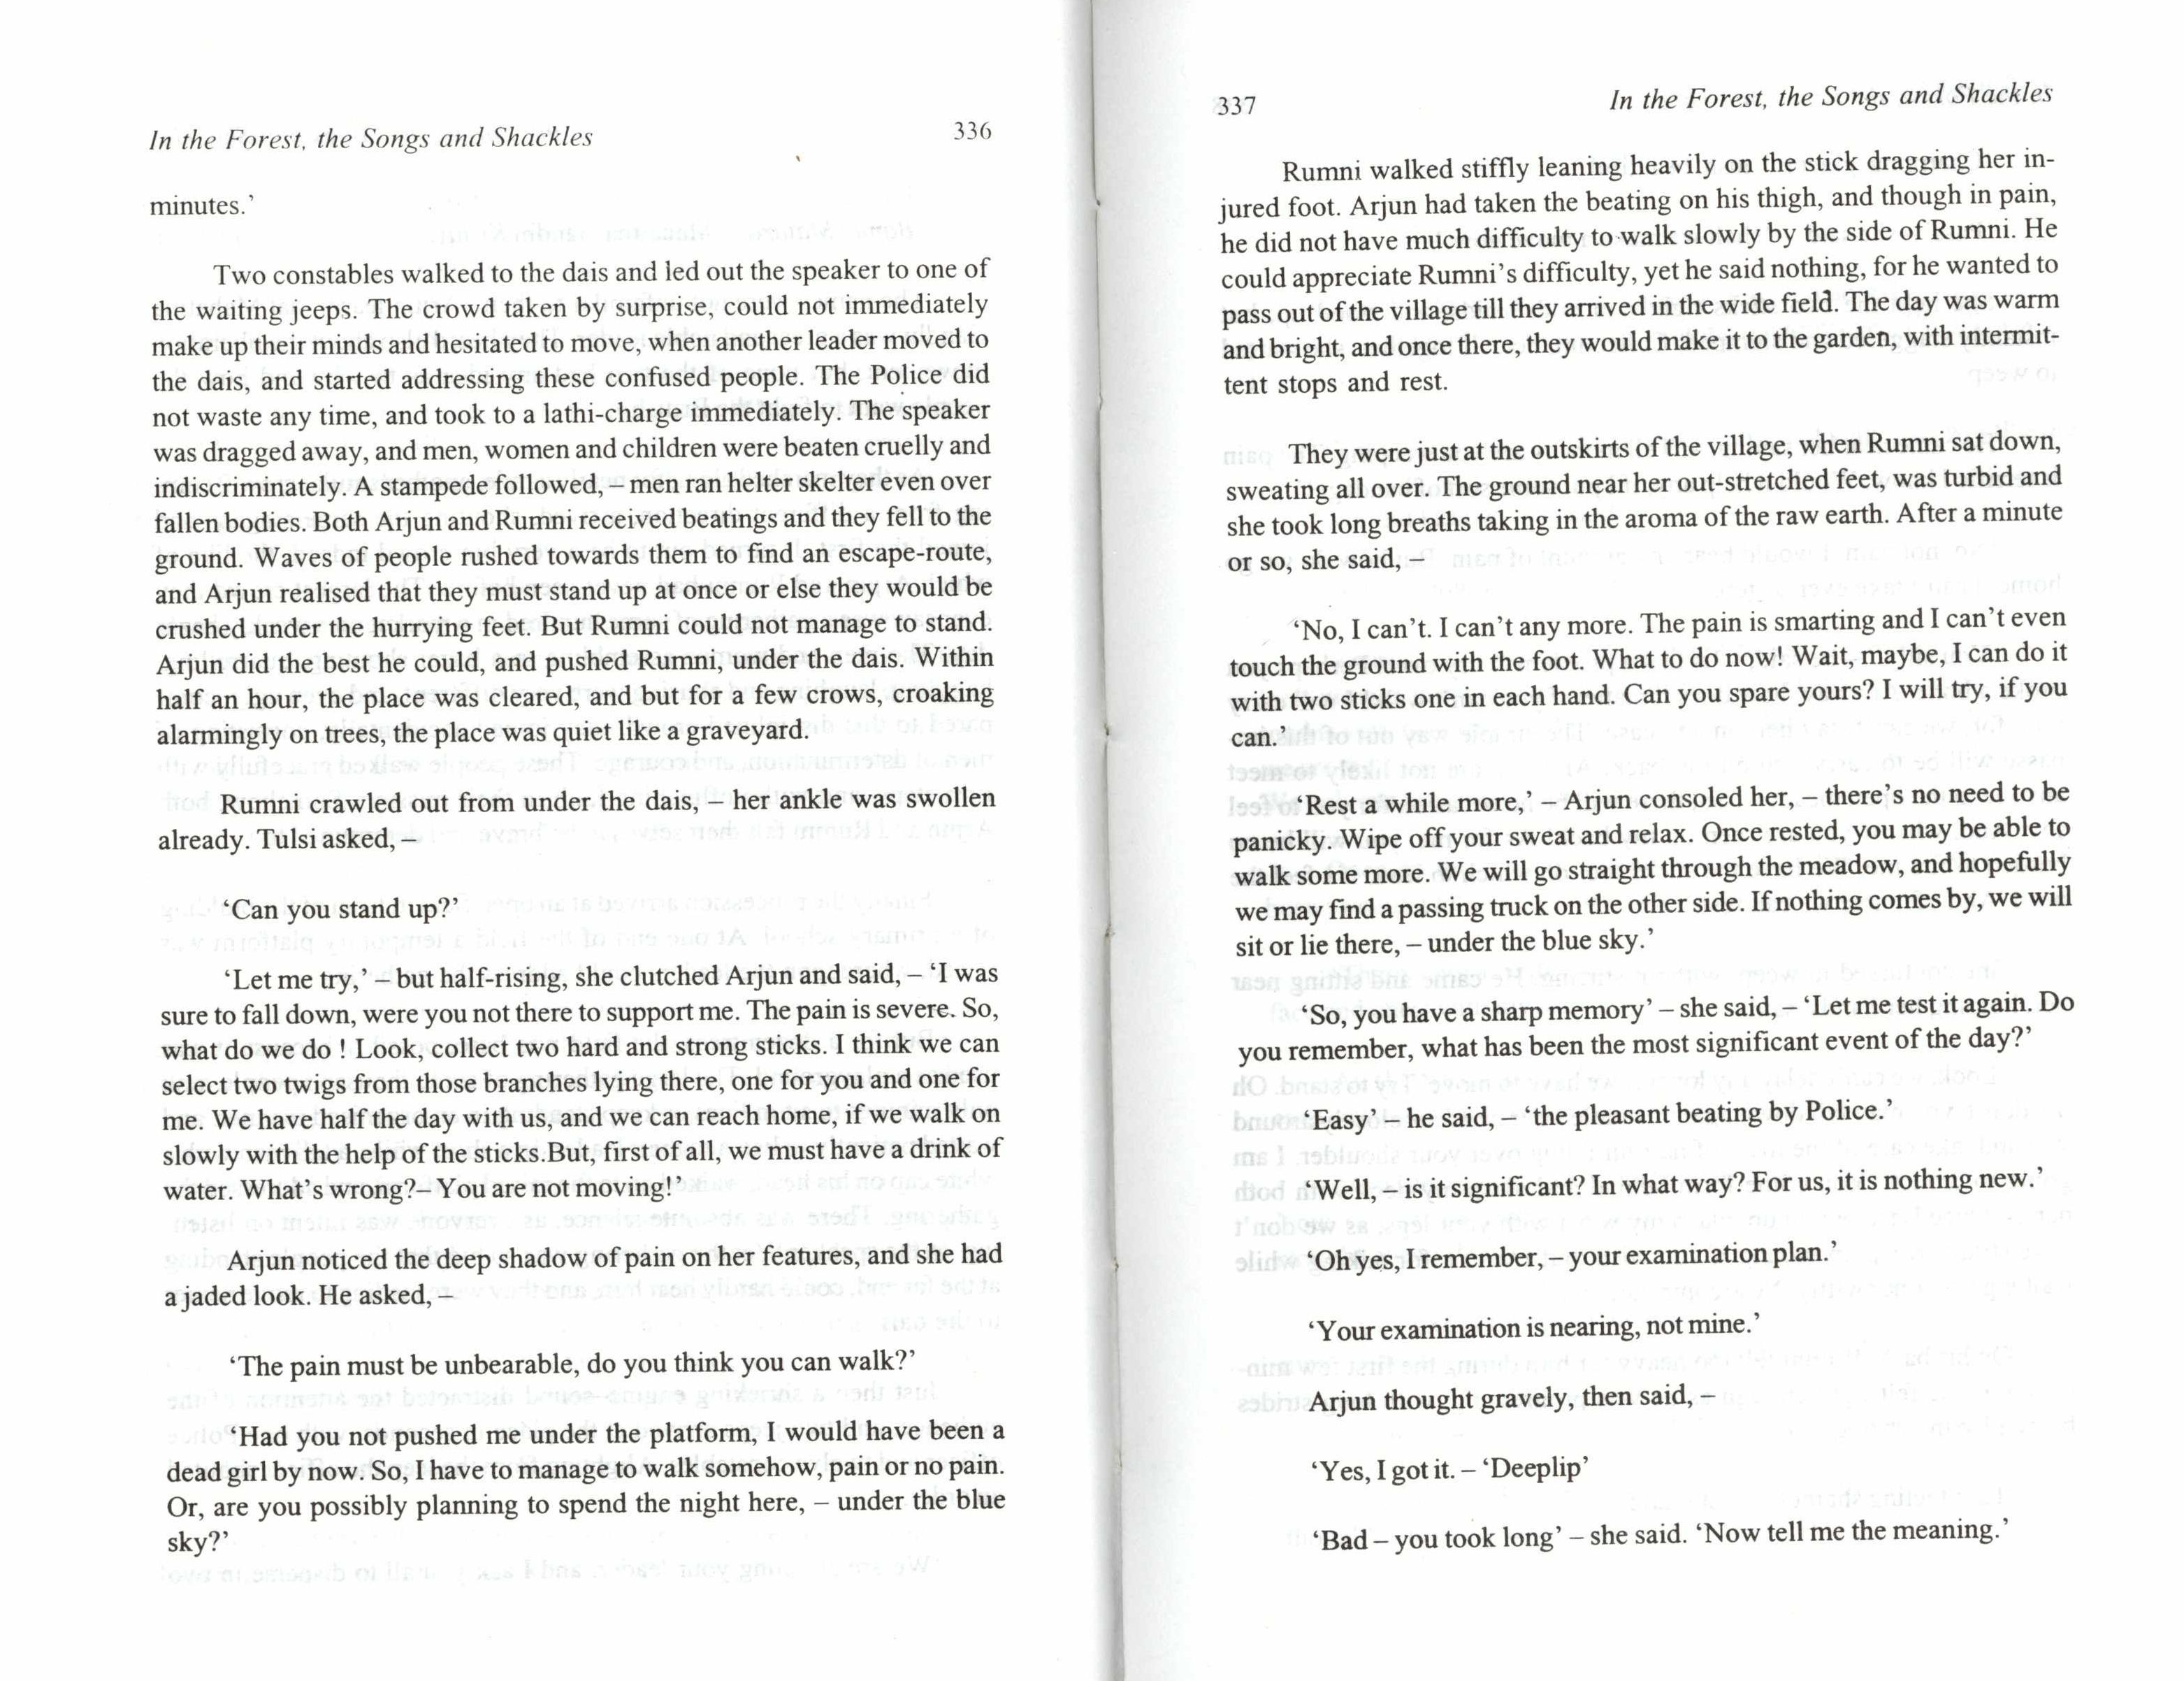 In the Forest, the Songs and Shackles 336
minutes.’
Two constables walked to the dais and led out the speaker to one of
the waiting jeeps. The crowd taken by surprise, could not immediately
make up their minds and hesitated to move, when another leader moved to
the dais, and started addressing these confused people. The Police did
not waste any time, and took to a lathi-charge immediately. The speaker
was dragged away, and men, women and children were beaten cruelly and
indiscriminately. A stampede followed, – men ran helter skelter even over
fallen bodies. Both Arjun and Rumni received beatings and they fell to the
ground. Waves of people rushed towards them to find an escape-route,
and Arjun realised that they must stand up at once or else they would be
crushed under the hurrying feet. But Rumni could not manage to stand.
Arjun did the best he could, and pushed Rumni, under the dais. Within
half an hour, the place was cleared, and but for a few crows, croaking
alarmingly on trees, the place was quiet like a graveyard.
Rumni crawled out from under the dais, – her ankle was swollen
already. Tulsi asked, –
‘Can you stand up?’
‘Let me try,’ – but half-rising, she clutched Arjun and said, – ‘I was
sure to fall down, were you not there to support me. The pain is severe. So,
what do we do ! Look, collect two hard and strong sticks. I think we can
select two twigs from those branches lying there, one for you and one for
me. We have half the day with us, and we can reach home, if we walk on
slowly with the help of the sticks.But, first of all, we must have a drink of
water. What’s wrong?– You are not moving!’
Arjun noticed the deep shadow of pain on her features, and she had
a jaded look. He asked, –
‘The pain must be unbearable, do you think you can walk?’
‘Had you not pushed me under the platform, I would have been a
dead girl by now. So, I have to manage to walk somehow, pain or no pain.
Or, are you possibly planning to spend the night here, – under the blue
sky?’
337 In the Forest, the Songs and Shackles
Rumni walked stiffly leaning heavily on the stick dragging her in-
jured foot. Arjun had taken the beating on his thigh, and though in pain,
he did not have much difficulty to walk slowly by the side of Rumni. He
could appreciate Rumni’s difficulty, yet he said nothing, for he wanted to
pass out of the village till they arrived in the wide field. The day was warm
and bright, and once there, they would make it to the garden, with intermit-
tent stops and rest.
They were just at the outskirts of the village, when Rumni sat down,
sweating all over. The ground near her out-stretched feet, was turbid and
she took long breaths taking in the aroma of the raw earth. After a minute
or so, she said, –
‘No, I can’t. I can’t any more. The pain is smarting and I can’t even
touch the ground with the foot. What to do now! Wait, maybe, I can do it
with two sticks one in each hand. Can you spare yours? I will try, if you
can.’
‘Rest a while more,’ – Arjun consoled her, – there’s no need to be
panicky. Wipe off your sweat and relax. Once rested, you may be able to
walk some more. We will go straight through the meadow, and hopefully
we may find a passing truck on the other side. If nothing comes by, we will
sit or lie there, – under the blue sky.’
‘So, you have a sharp memory’ – she said, – ‘Let me test it again. Do
you remember, what has been the most significant event of the day?’
‘Easy’ – he said, – ‘the pleasant beating by Police.’
‘Well, – is it significant? In what way? For us, it is nothing new.’
‘Oh yes, I remember, – your examination plan.’
‘Your examination is nearing, not mine.’
Arjun thought gravely, then said, –
‘Yes, I got it. – ‘Deeplip’
‘Bad – you took long’ – she said. ‘Now tell me the meaning.’